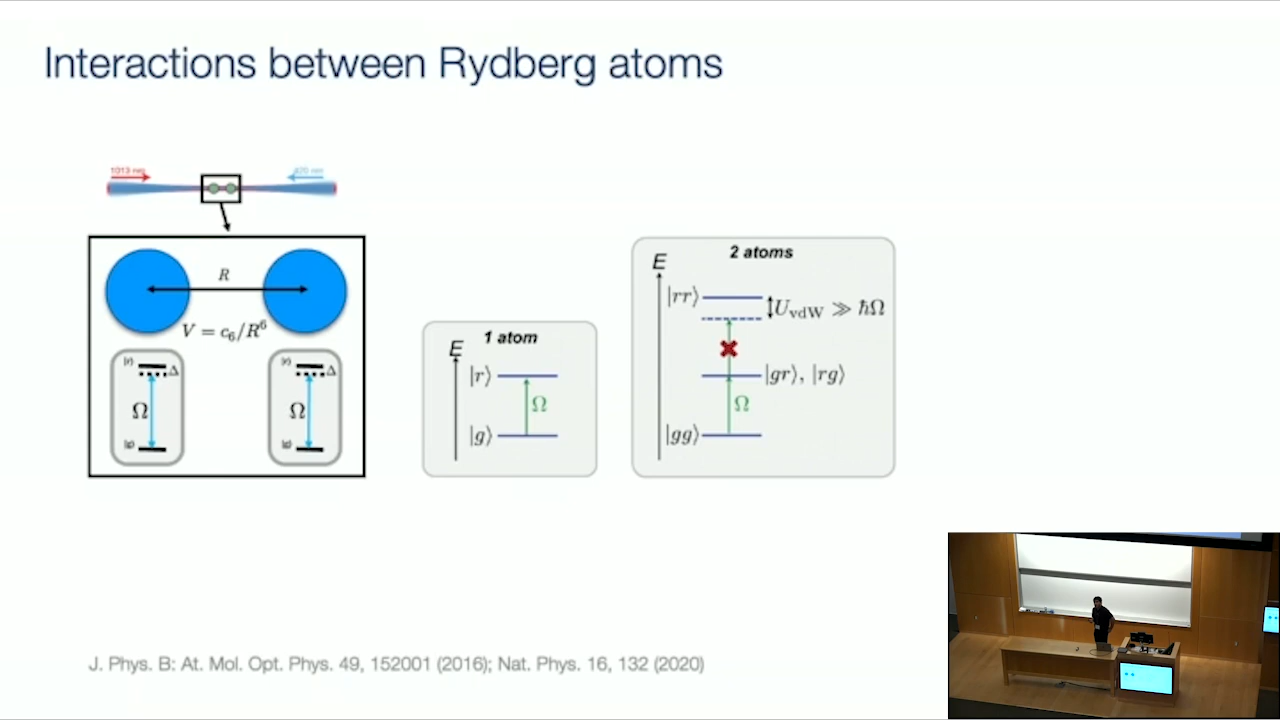 Interactions between Rydberg atoms
1013 nm
420 nm
R
V = c₆/R⁶
|r⟩
Δ
Ω
|g⟩
|r⟩
Δ
Ω
|g⟩
1 atom
E
|r⟩
Ω
|g⟩
2 atoms
E
|rr⟩
U_vdW ≫ ℏΩ
|gr⟩, |rg⟩
Ω
|gg⟩
J. Phys. B: At. Mol. Opt. Phys. 49, 152001 (2016); Nat. Phys. 16, 132 (2020)